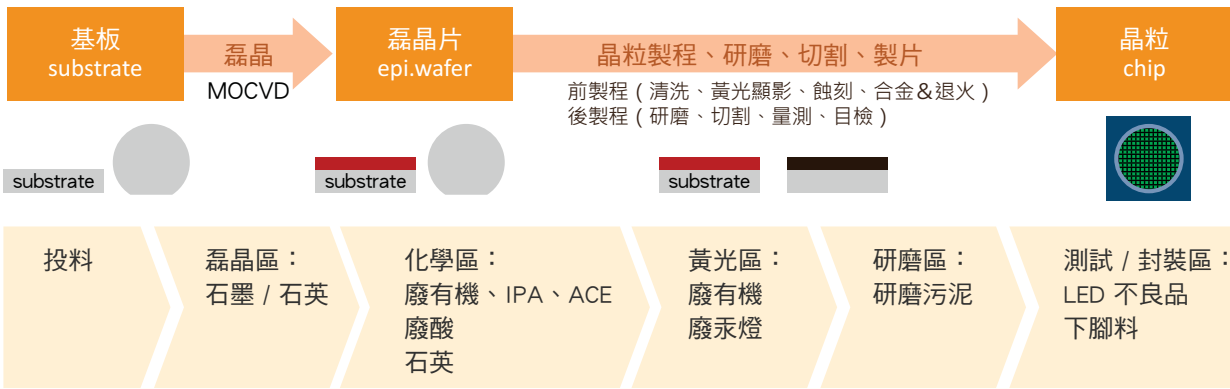 基板
substrate
磊晶
MOCVD
磊晶片
epi.wafer
晶粒製程、研磨、切割、製片
前製程 ( 清洗、黃光顯影、蝕刻、合金&退火 )
後製程 ( 研磨、切割、量測、目檢 )
晶粒
chip
substrate
substrate
substrate
投料
磊晶區：
石墨 / 石英
化學區：
廢有機、IPA、ACE
廢酸
石英
黃光區：
廢有機
廢汞燈
研磨區：
研磨污泥
測試 / 封裝區：
LED 不良品
下腳料